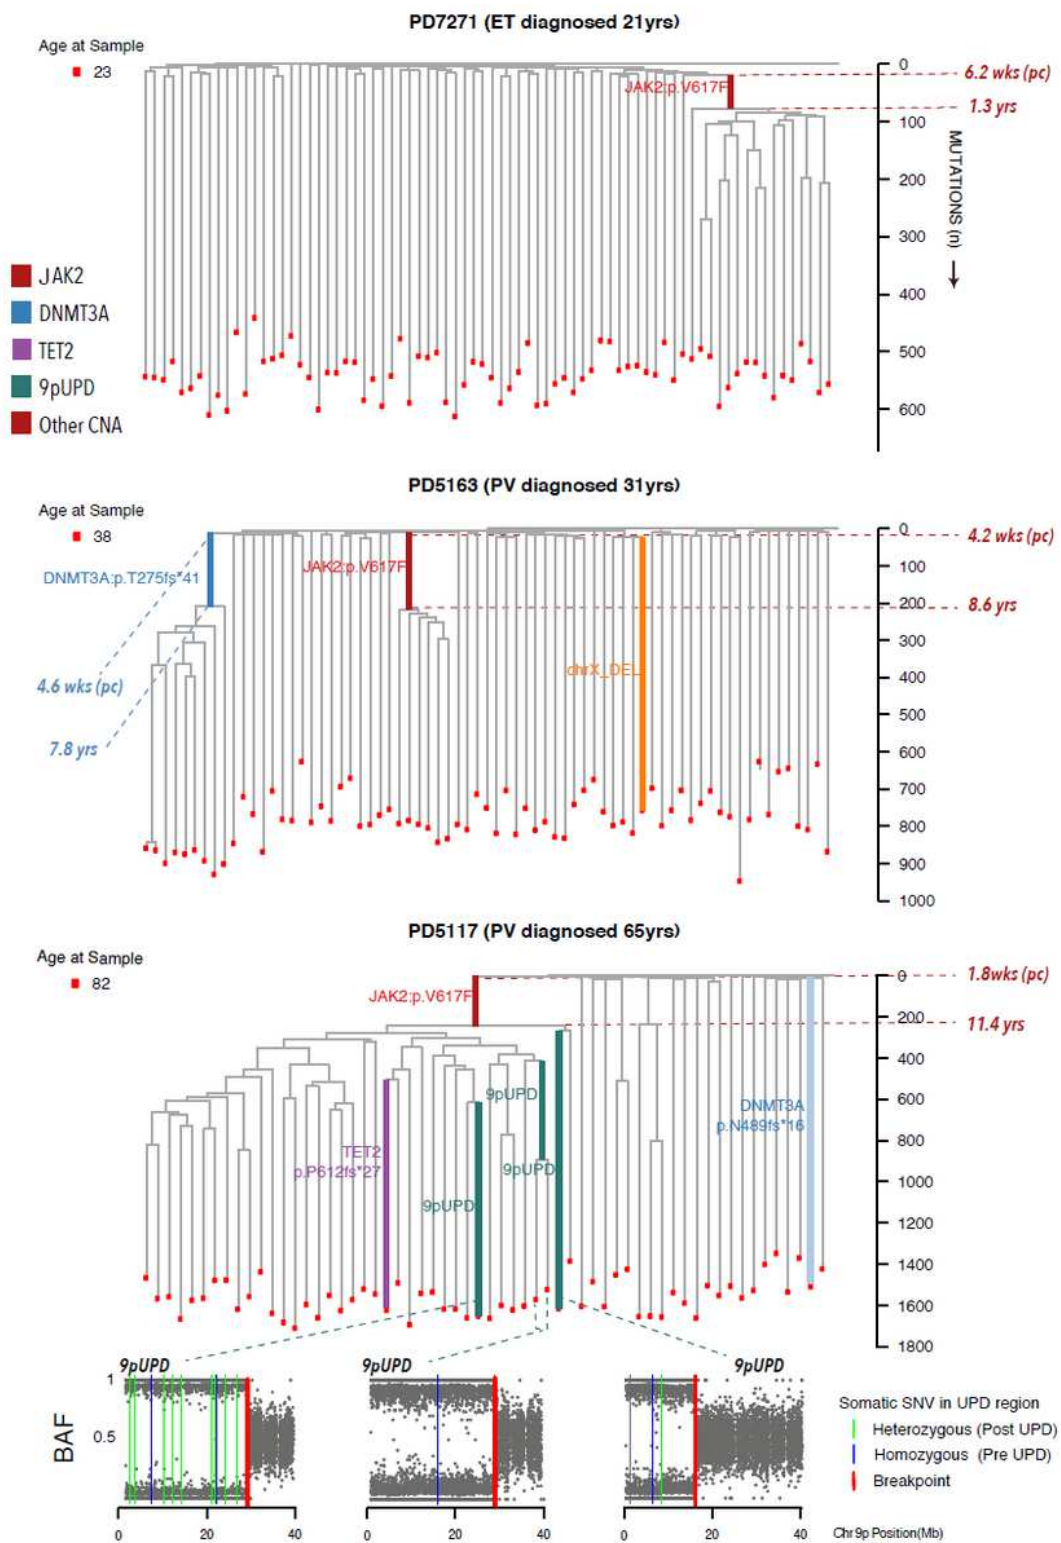 PD7271 (ET diagnosed 21yrs)
Age at Sample
23
JAK2:p.V617F
0
100
200
300
400
500
600
6.2 wks (pc)
1.3 yrs
MUTATIONS (n)
JAK2
DNMT3A
TET2
9pUPD
Other CNA
PD5163 (PV diagnosed 31yrs)
Age at Sample
38
DNMT3A:p.T275fs*41
JAK2:p.V617F
chrX_DEL
4.6 wks (pc)
7.8 yrs
0
100
200
300
400
500
600
700
800
900
1000
4.2 wks (pc)
8.6 yrs
PD5117 (PV diagnosed 65yrs)
Age at Sample
82
JAK2:p.V617F
TET2
p.P612fs*27
9pUPD
9pUPD
9pUPD
DNMT3A
p.N489fs*16
0
200
400
600
800
1000
1200
1400
1600
1800
1.8wks (pc)
11.4 yrs
9pUPD
9pUPD
9pUPD
BAF
1
0.5
0
20
40
0
20
40
0
20
40
Chr9p Position(Mb)
Somatic SNV in UPD region
Heterozygous (Post UPD)
Homozygous (Pre UPD)
Breakpoint